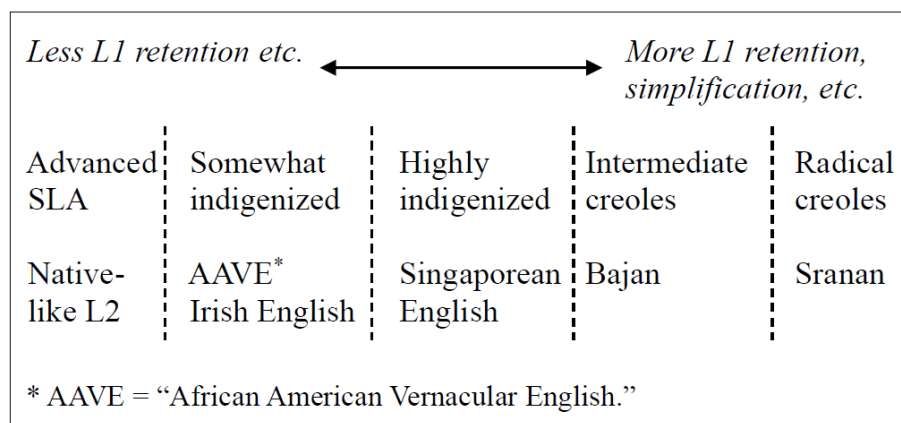 Less L1 retention etc.
More L1 retention,
simplification, etc.
Advanced SLA
Somewhat indigenized
Highly indigenized
Intermediate creoles
Radical creoles
Native-like L2
AAVE*
Irish English
Singaporean English
Bajan
Sranan
* AAVE = “African American Vernacular English.”